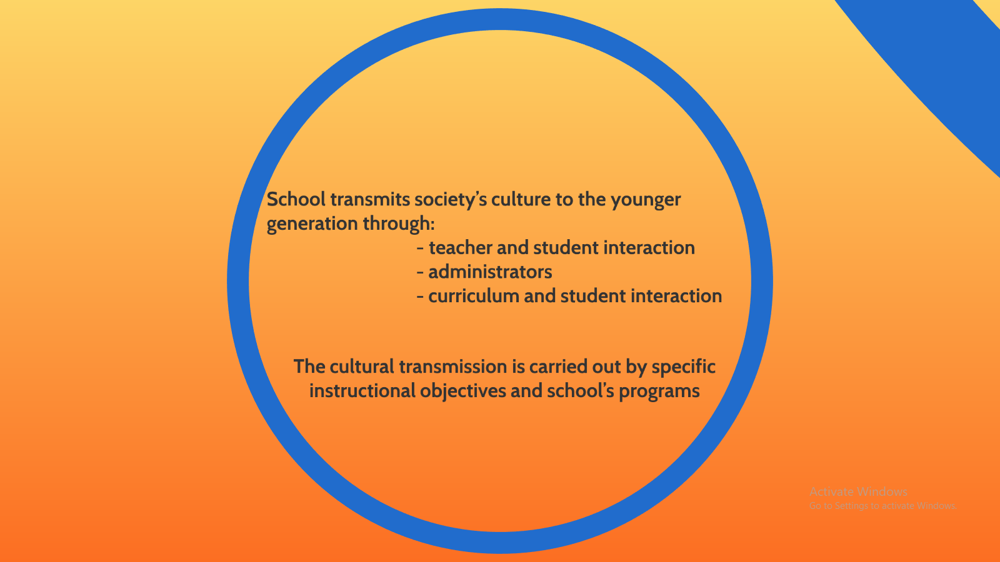 School transmits society’s culture to the younger
generation through:
- teacher and student interaction
- administrators
- curriculum and student interaction
The cultural transmission is carried out by specific
instructional objectives and school’s programs
Activate Windows
Go to Settings to activate Windows.